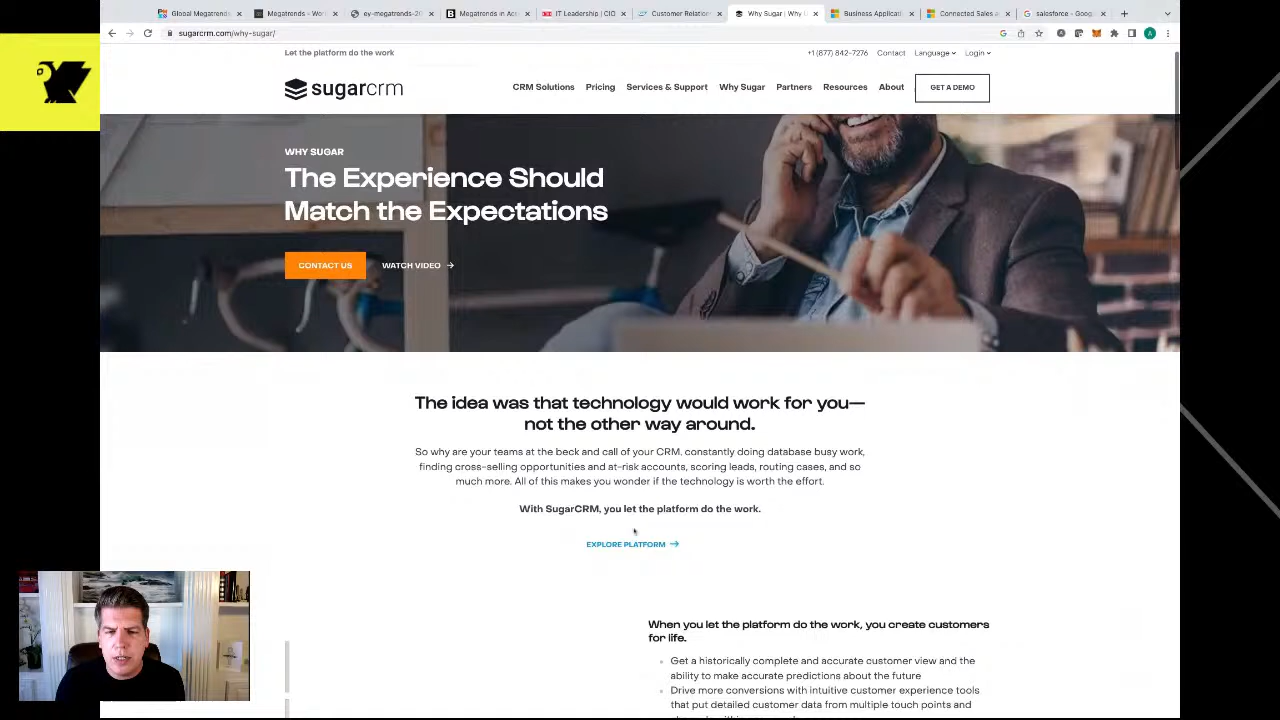 Global Megatrends
Megatrends
ey-megatrends-20
Megatrends in
IT Leadership | CIO
Customer Relation
Why Sugar | Why
Business Applicati
Connected Sales a
salesforce - Goog
sugarcrm.com/why-sugar/
Let the platform do the work
+1 (877) 842-7276 Contact Language Login
sugarcrm
CRM Solutions Pricing Services & Support Why Sugar Partners Resources About
GET A DEMO
WHY SUGAR
The Experience Should
Match the Expectations
CONTACT US WATCH VIDEO →
The idea was that technology would work for you—
not the other way around.
So why are your teams at the beck and call of your CRM, constantly doing database busy work,
finding cross-selling opportunities and at-risk accounts, scoring leads, routing cases, and so
much more. All of this makes you wonder if the technology is worth the effort.
With SugarCRM, you let the platform do the work.
EXPLORE PLATFORM →
When you let the platform do the work, you create customers
for life.
Get a historically complete and accurate customer view and the
ability to make accurate predictions about the future
Drive more conversions with intuitive customer experience tools
that put detailed customer data from multiple touch points and